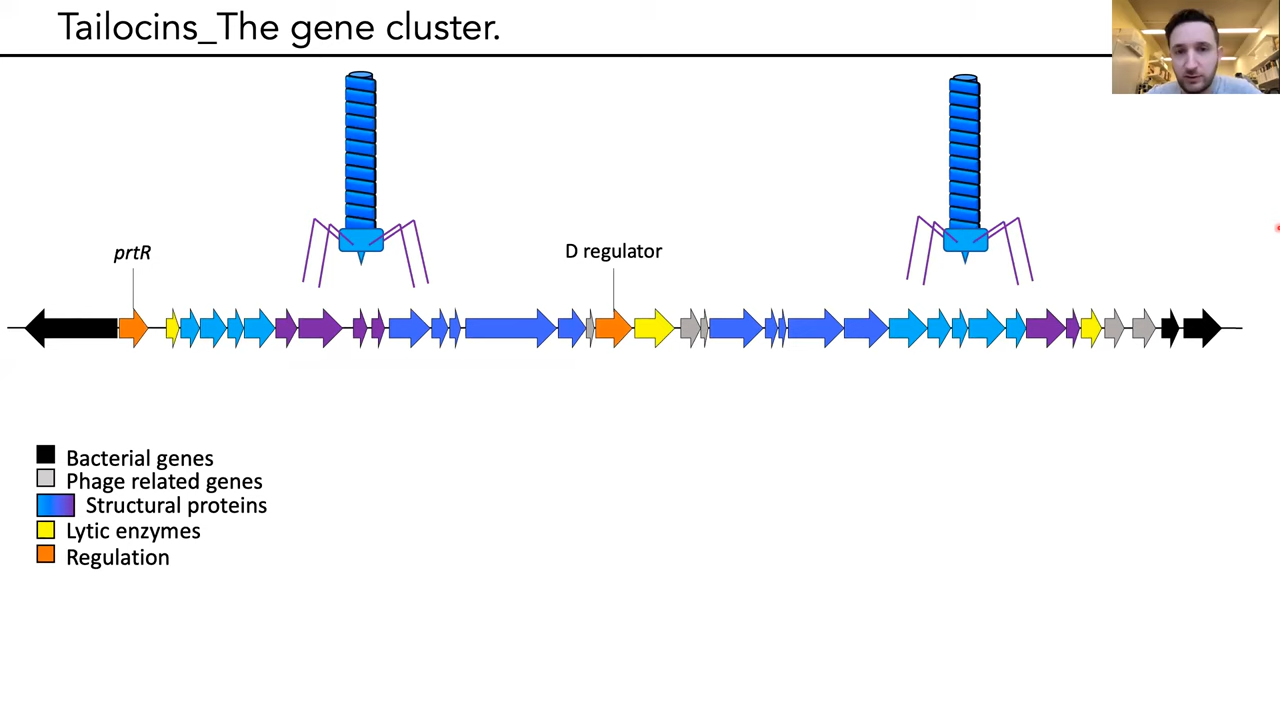 Tailocins_The gene cluster.
prtR
D regulator
Bacterial genes
Phage related genes
Structural proteins
Lytic enzymes
Regulation